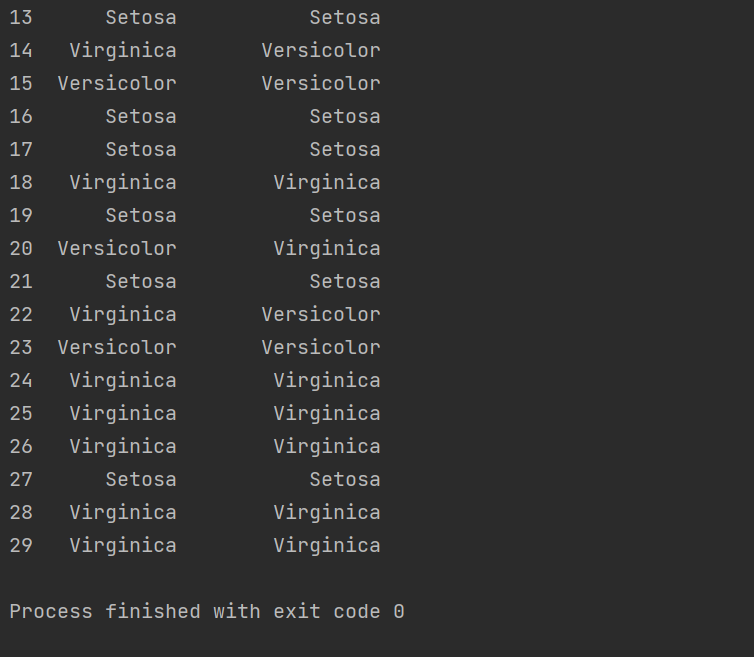 13      Setosa           Setosa
14   Virginica       Versicolor
15  Versicolor       Versicolor
16      Setosa           Setosa
17      Setosa           Setosa
18   Virginica        Virginica
19      Setosa           Setosa
20  Versicolor        Virginica
21      Setosa           Setosa
22   Virginica       Versicolor
23  Versicolor       Versicolor
24   Virginica        Virginica
25   Virginica        Virginica
26   Virginica        Virginica
27      Setosa           Setosa
28   Virginica        Virginica
29   Virginica        Virginica
Process finished with exit code 0